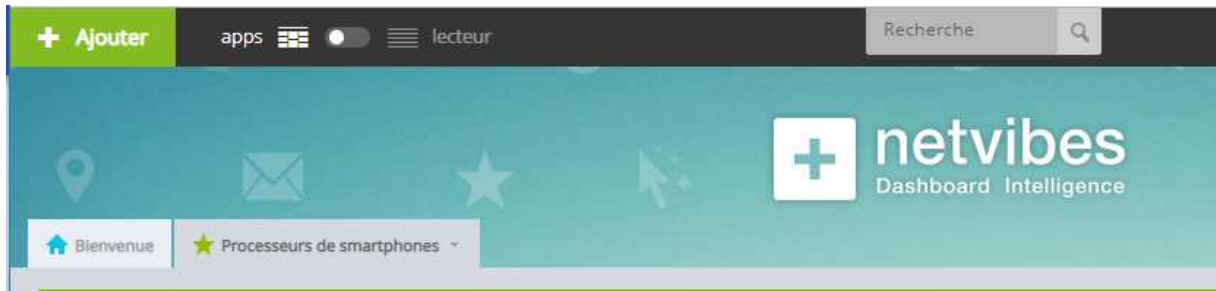 Ajouter
apps lecteur
Recherche
netvibes
Dashboard Intelligence
Bienvenue
Processeurs de smartphones